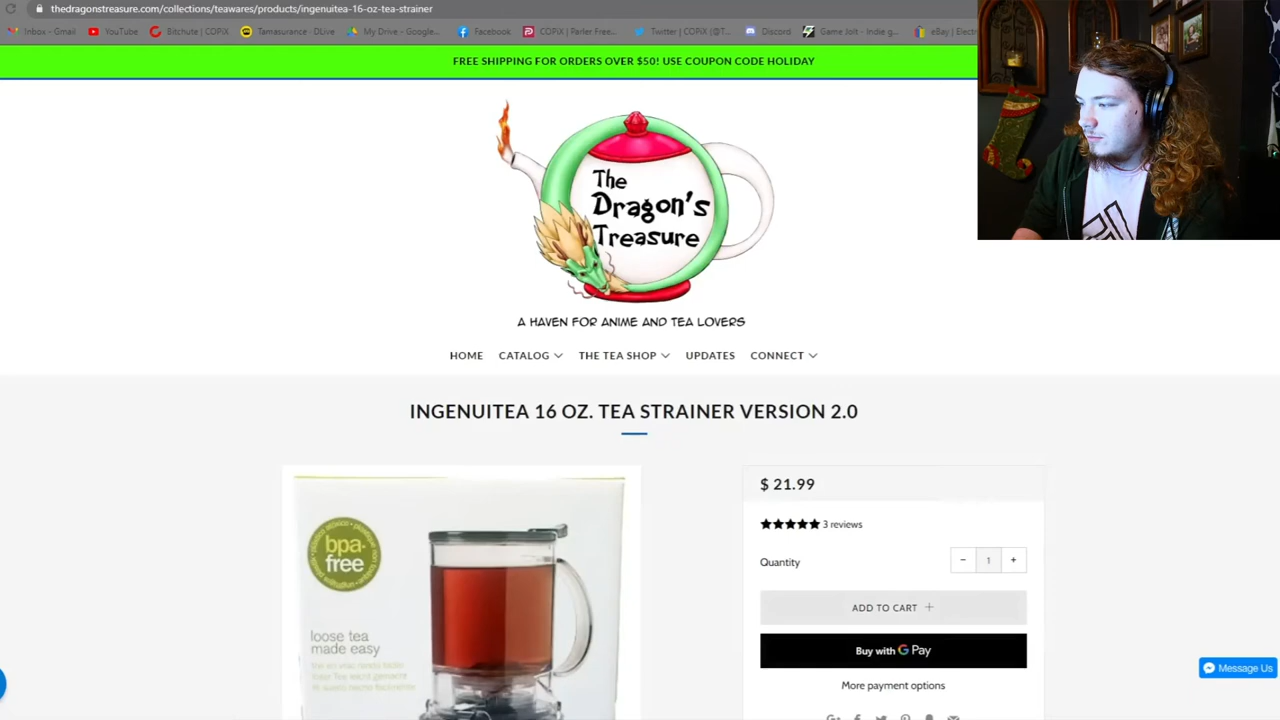 thedragonstreasure.com/collections/teawares/products/ingenuitea-16-oz-tea-strainer
Inbox - Gmail YouTube Bitchute | COPiX Tamasurance - DLive My Drive - Google... Facebook COPiX | Parler Free... Twitter | COPiX (@T... Discord Game Jolt - Indie g... eBay | Electr
FREE SHIPPING FOR ORDERS OVER $50! USE COUPON CODE HOLIDAY
The
Dragon's
Treasure
A HAVEN FOR ANIME AND TEA LOVERS
HOME CATALOG THE TEA SHOP UPDATES CONNECT
INGENUITEA 16 OZ. TEA STRAINER VERSION 2.0
bpa-
free
loose tea
made easy
$ 21.99
3 reviews
Quantity − 1 +
ADD TO CART +
Buy with G Pay
More payment options
Message Us